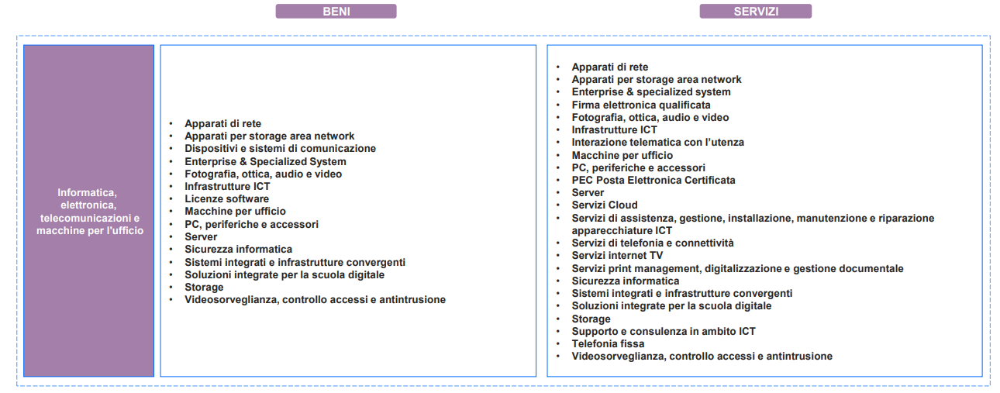 BENI
SERVIZI
Informatica,
elettronica,
telecomunicazioni e
macchine per l'ufficio
• Apparati di rete
• Apparati per storage area network
• Dispositivi e sistemi di comunicazione
• Enterprise & Specialized System
• Fotografia, ottica, audio e video
• Infrastrutture ICT
• Licenze software
• Macchine per ufficio
• PC, periferiche e accessori
• Server
• Sicurezza informatica
• Sistemi integrati e infrastrutture convergenti
• Soluzioni integrate per la scuola digitale
• Storage
• Videosorveglianza, controllo accessi e antintrusione
• Apparati di rete
• Apparati per storage area network
• Enterprise & specialized system
• Firma elettronica qualificata
• Fotografia, ottica, audio e video
• Infrastrutture ICT
• Interazione telematica con l’utenza
• Macchine per ufficio
• PC, periferiche e accessori
• PEC Posta Elettronica Certificata
• Server
• Servizi Cloud
• Servizi di assistenza, gestione, installazione, manutenzione e riparazione
apparecchiature ICT
• Servizi di telefonia e connettività
• Servizi internet TV
• Servizi print management, digitalizzazione e gestione documentale
• Sicurezza informatica
• Sistemi integrati e infrastrutture convergenti
• Soluzioni integrate per la scuola digitale
• Storage
• Supporto e consulenza in ambito ICT
• Telefonia fissa
• Videosorveglianza, controllo accessi e antintrusione